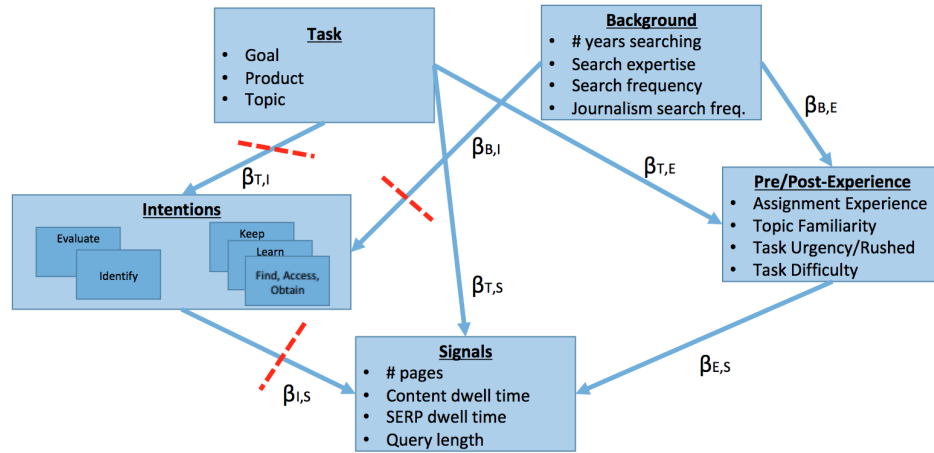 Task
• Goal
• Product
• Topic
Background
• # years searching
• Search expertise
• Search frequency
• Journalism search freq.
βT,I
βB,I
βT,E
βB,E
Intentions
Evaluate
Identify
Keep
Learn
Find, Access,
Obtain
Pre/Post-Experience
• Assignment Experience
• Topic Familiarity
• Task Urgency/Rushed
• Task Difficulty
βT,S
βI,S
βE,S
Signals
• # pages
• Content dwell time
• SERP dwell time
• Query length